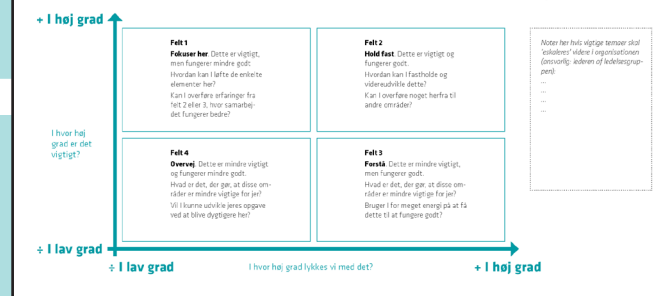 + I høj grad
Felt 1
Fokuser her. Dette er vigtigt,
men fungerer mindre godt
Hvordan kan I løfte de enkelte
elementer her?
Kan I overføre erfaringer fra
felt 2 eller 3, hvor samarbej-
det fungerer bedre?
Felt 2
Hold fast. Dette er vigtigt og
fungerer godt.
Hvordan kan I fastholde og
videreudvikle dette?
Kan I overføre noget herfra til
andre områder?
Noter her hvis vigtige temaer skal
'eskaleres' videre i organisationen
(ansvarlig: lederen af ledelsesgrup-
pen):
...
...
...
...
I hvor høj
grad er det
vigtigt?
Felt 4
Overvej. Dette er mindre vigtigt
og fungerer mindre godt.
Hvad er det, der gør, at disse om-
råder er mindre vigtige for jer?
Vil I kunne udvikle jeres opgave
ved at blive dygtigere her?
Felt 3
Forstå. Dette er mindre vigtigt,
men fungerer godt.
Hvad er det, der gør, at disse om-
råder er mindre vigtige for jer?
Bruger I for meget energi på at få
dette til at fungere godt?
÷ I lav grad
÷ I lav grad
I hvor høj grad lykkes vi med det?
+ I høj grad